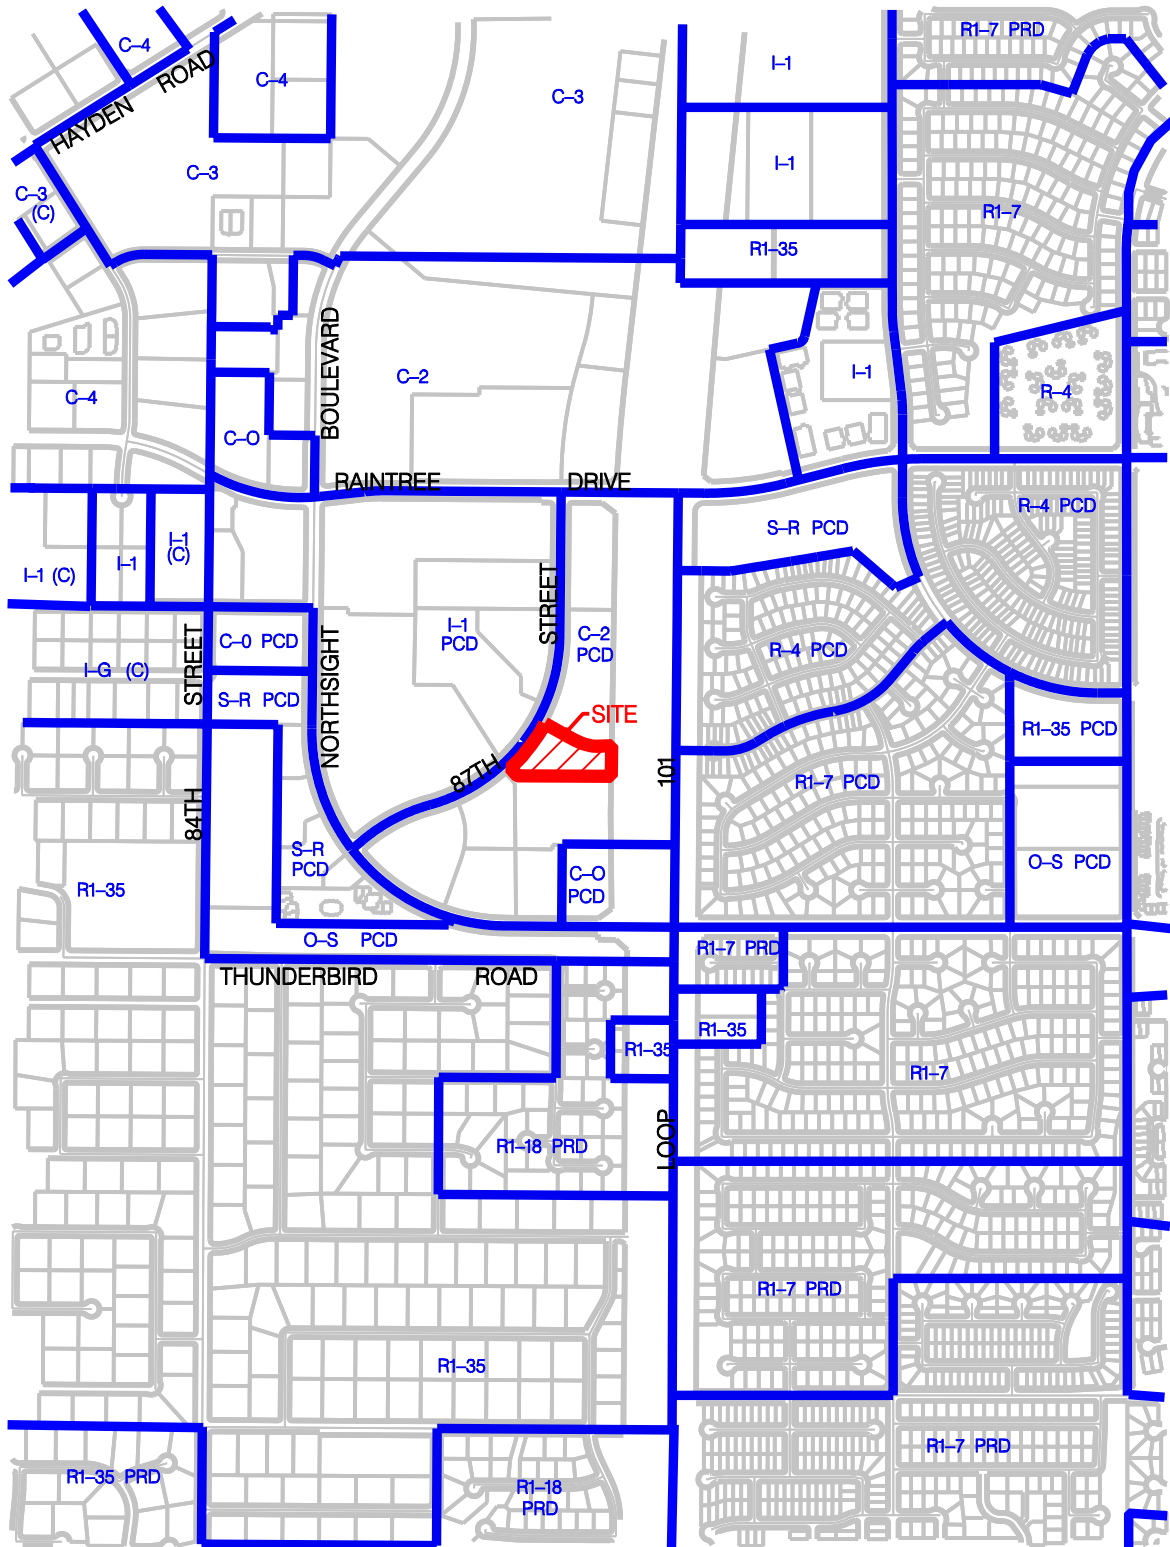 R1-7 PRD
C-4
I-1
C-4
HAYDEN ROAD
C-3
I-1
C-3
C-3
(C)
R1-7
R1-35
BOULEVARD
C-2
I-1
C-4
R-4
C-O
RAINTREE DRIVE
R-4 PCD
S-R PCD
I-1
(C)
I-1
I-1 (C)
STREET
I-1
PCD
C-2
PCD
C-0 PCD
R-4 PCD
I-G (C)
STREET
NORTHSIGHT
S-R PCD
SITE
R1-35 PCD
87TH
101
R1-7 PCD
84TH
S-R
PCD
O-S PCD
C-O
PCD
R1-35
O-S PCD
R1-7 PRD
THUNDERBIRD ROAD
R1-35
R1-35
R1-7
LOOP
R1-18 PRD
R1-7 PRD
R1-35
R1-7 PRD
R1-35 PRD
R1-18
PRD